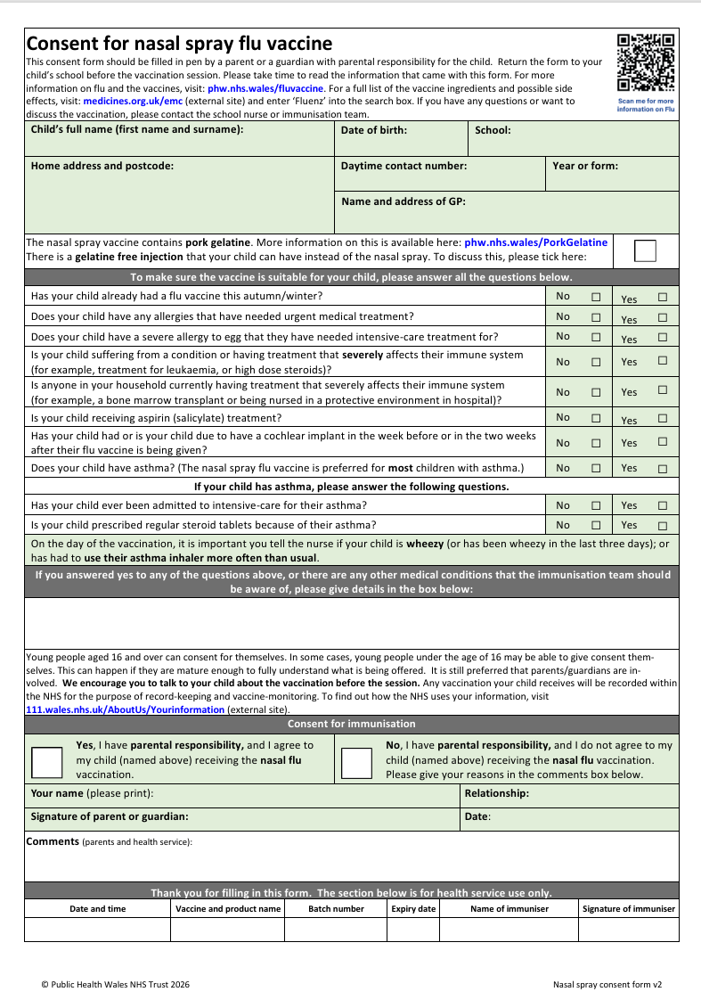 Consent for nasal spray flu vaccine
This consent form should be filled in pen by a parent or a guardian with parental responsibility for the child.  Return the form to your
child’s school before the vaccination session. Please take time to read the information that came with this form. For more
information on flu and the vaccines, visit: phw.nhs.wales/fluvaccine. For a full list of the vaccine ingredients and possible side
effects, visit: medicines.org.uk/emc (external site) and enter ‘Fluenz’ into the search box. If you have any questions or want to
discuss the vaccination, please contact the school nurse or immunisation team.
Scan me for more
information on Flu
Child’s full name (first name and surname):
Date of birth:
School:
Home address and postcode:
Daytime contact number:
Year or form:
Name and address of GP:
The nasal spray vaccine contains pork gelatine. More information on this is available here: phw.nhs.wales/PorkGelatine
There is a gelatine free injection that your child can have instead of the nasal spray. To discuss this, please tick here:
To make sure the vaccine is suitable for your child, please answer all the questions below.
Has your child already had a flu vaccine this autumn/winter? No ☐ Yes ☐
Does your child have any allergies that have needed urgent medical treatment? No ☐ Yes ☐
Does your child have a severe allergy to egg that they have needed intensive-care treatment for? No ☐ Yes ☐
Is your child suffering from a condition or having treatment that severely affects their immune system
(for example, treatment for leukaemia, or high dose steroids)? No ☐ Yes ☐
Is anyone in your household currently having treatment that severely affects their immune system
(for example, a bone marrow transplant or being nursed in a protective environment in hospital)? No ☐ Yes ☐
Is your child receiving aspirin (salicylate) treatment? No ☐ Yes ☐
Has your child had or is your child due to have a cochlear implant in the week before or in the two weeks
after their flu vaccine is being given? No ☐ Yes ☐
Does your child have asthma? (The nasal spray flu vaccine is preferred for most children with asthma.) No ☐ Yes ☐
If your child has asthma, please answer the following questions.
Has your child ever been admitted to intensive-care for their asthma? No ☐ Yes ☐
Is your child prescribed regular steroid tablets because of their asthma? No ☐ Yes ☐
On the day of the vaccination, it is important you tell the nurse if your child is wheezy (or has been wheezy in the last three days); or
has had to use their asthma inhaler more often than usual.
If you answered yes to any of the questions above, or there are any other medical conditions that the immunisation team should
be aware of, please give details in the box below:
Young people aged 16 and over can consent for themselves. In some cases, young people under the age of 16 may be able to give consent them-
selves. This can happen if they are mature enough to fully understand what is being offered.  It is still preferred that parents/guardians are in-
volved.  We encourage you to talk to your child about the vaccination before the session. Any vaccination your child receives will be recorded within
the NHS for the purpose of record-keeping and vaccine-monitoring. To find out how the NHS uses your information, visit
111.wales.nhs.uk/AboutUs/Yourinformation (external site).
Consent for immunisation
Yes, I have parental responsibility, and I agree to
my child (named above) receiving the nasal flu
vaccination.
No, I have parental responsibility, and I do not agree to my
child (named above) receiving the nasal flu vaccination.
Please give your reasons in the comments box below.
Your name (please print):
Relationship:
Signature of parent or guardian:
Date:
Comments (parents and health service):
Thank you for filling in this form.  The section below is for health service use only.
Date and time
Vaccine and product name
Batch number
Expiry date
Name of immuniser
Signature of immuniser
© Public Health Wales NHS Trust 2026
Nasal spray consent form v2